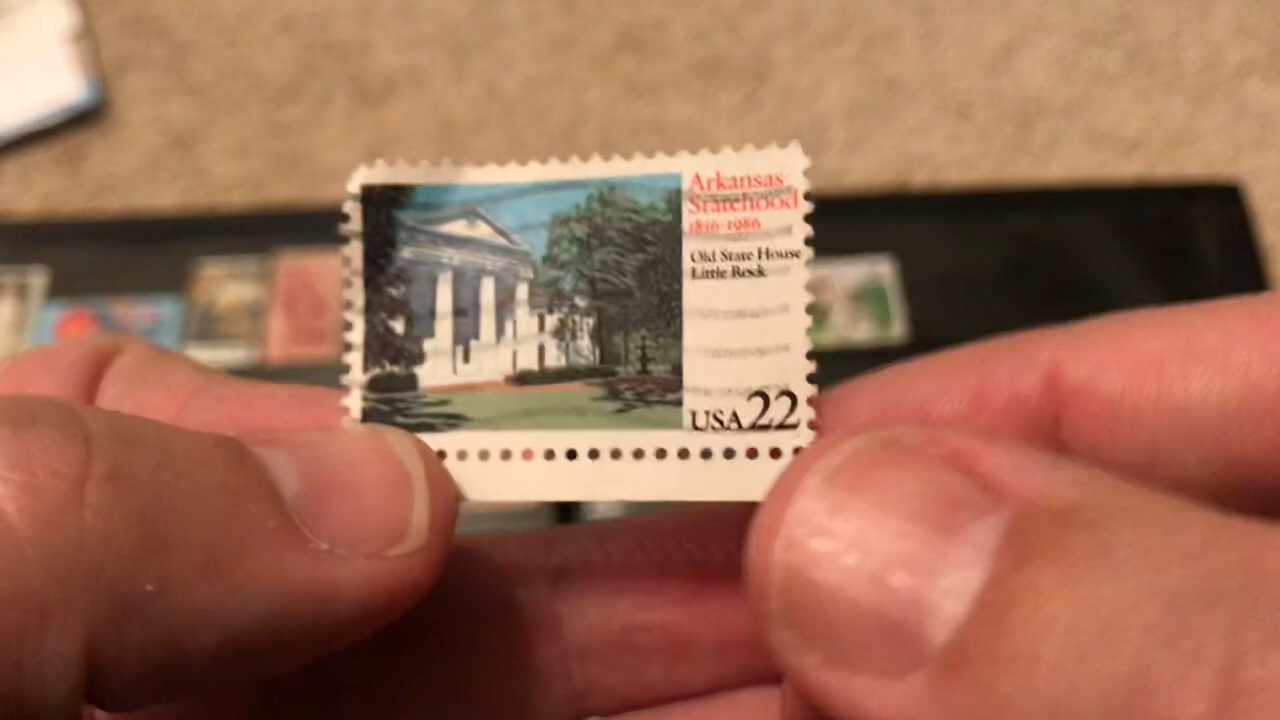 Arkansas
Statehood
1836-1986
Old State House
Little Rock
USA 22